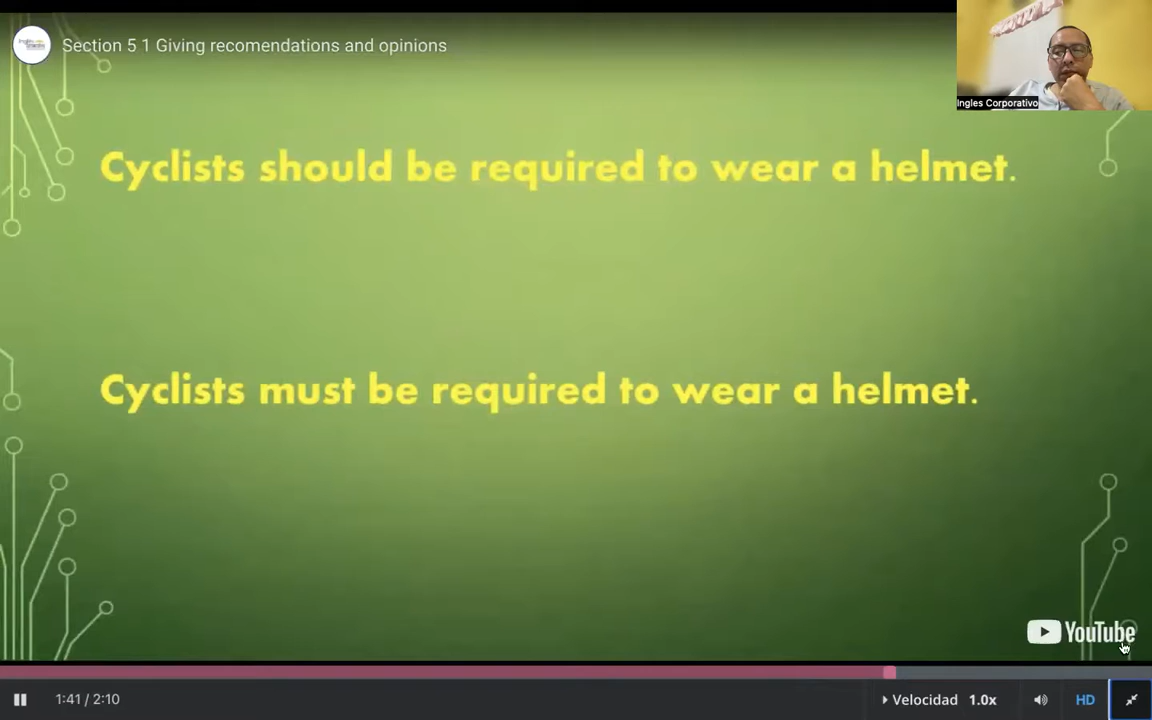 Section 5 1 Giving recomendations and opinions
Ingles Corporativo
Cyclists should be required to wear a helmet.
Cyclists must be required to wear a helmet.
YouTube
1:41 / 2:10
Velocidad 1.0x
HD